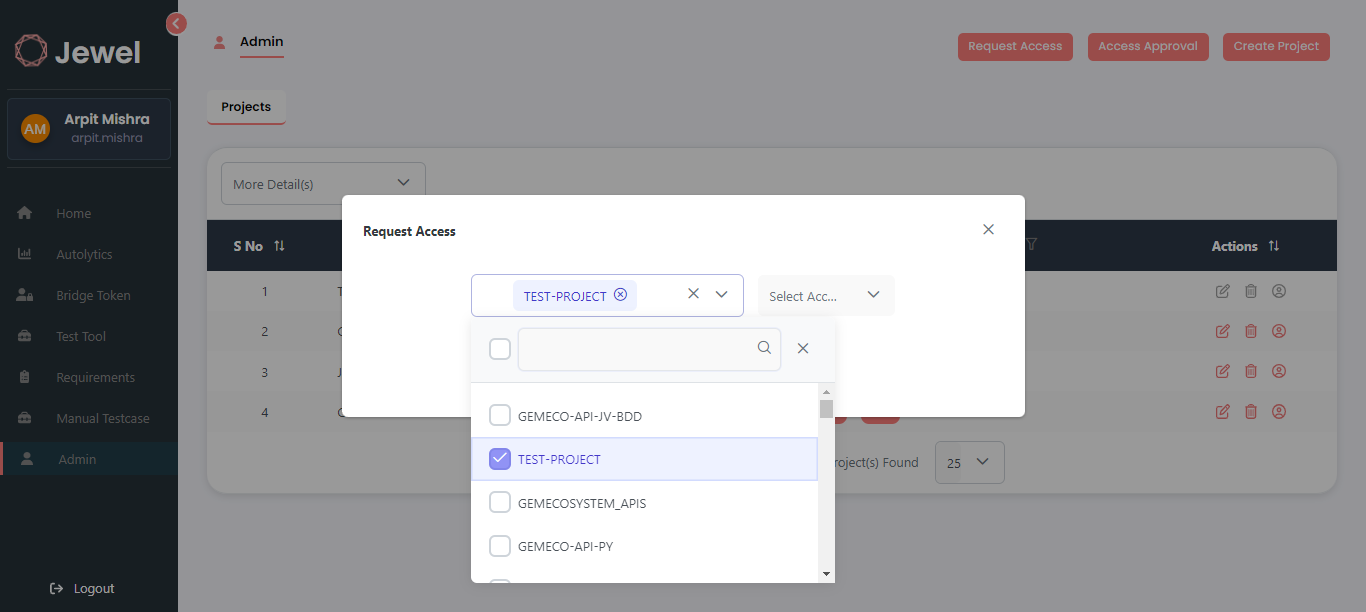 Jewel
AM
Arpit Mishra
arpit.mishra
Home
Autolytics
Bridge Token
Test Tool
Requirements
Manual Testcase
Admin
Logout
Admin
Request Access
Access Approval
Create Project
Projects
More Detail(s)
S No
Actions
1
2
3
4
Request Access
TEST-PROJECT
Select Acc...
GEMECO-API-JV-BDD
TEST-PROJECT
GEMECOSYSTEM_APIS
GEMECO-API-PY
Found
25